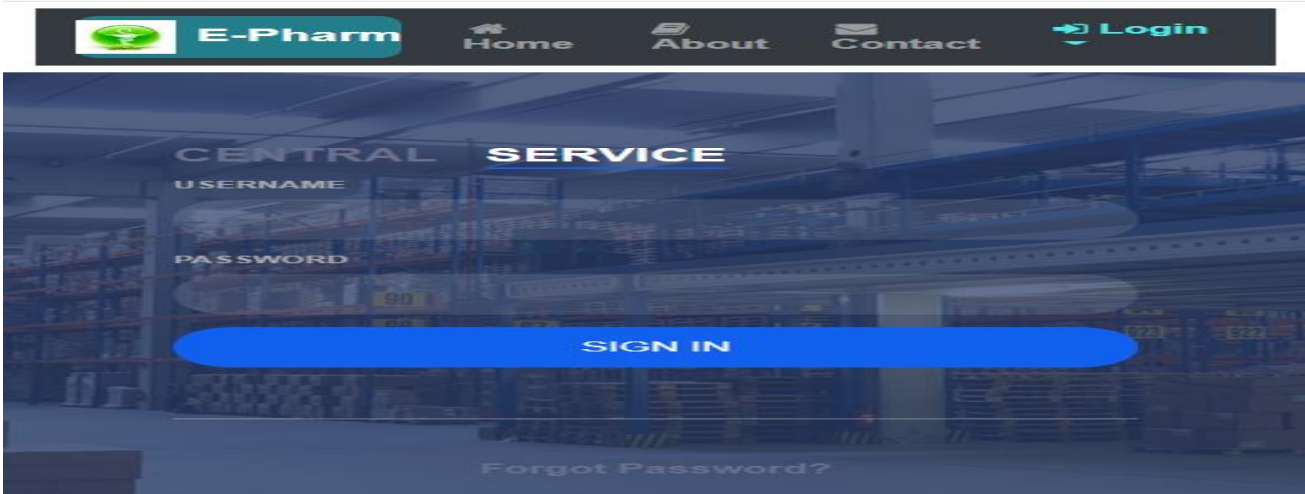 E-Pharm Home About Contact Login
CENTRAL SERVICE
USERNAME
PASSWORD
SIGN IN
Forgot Password?